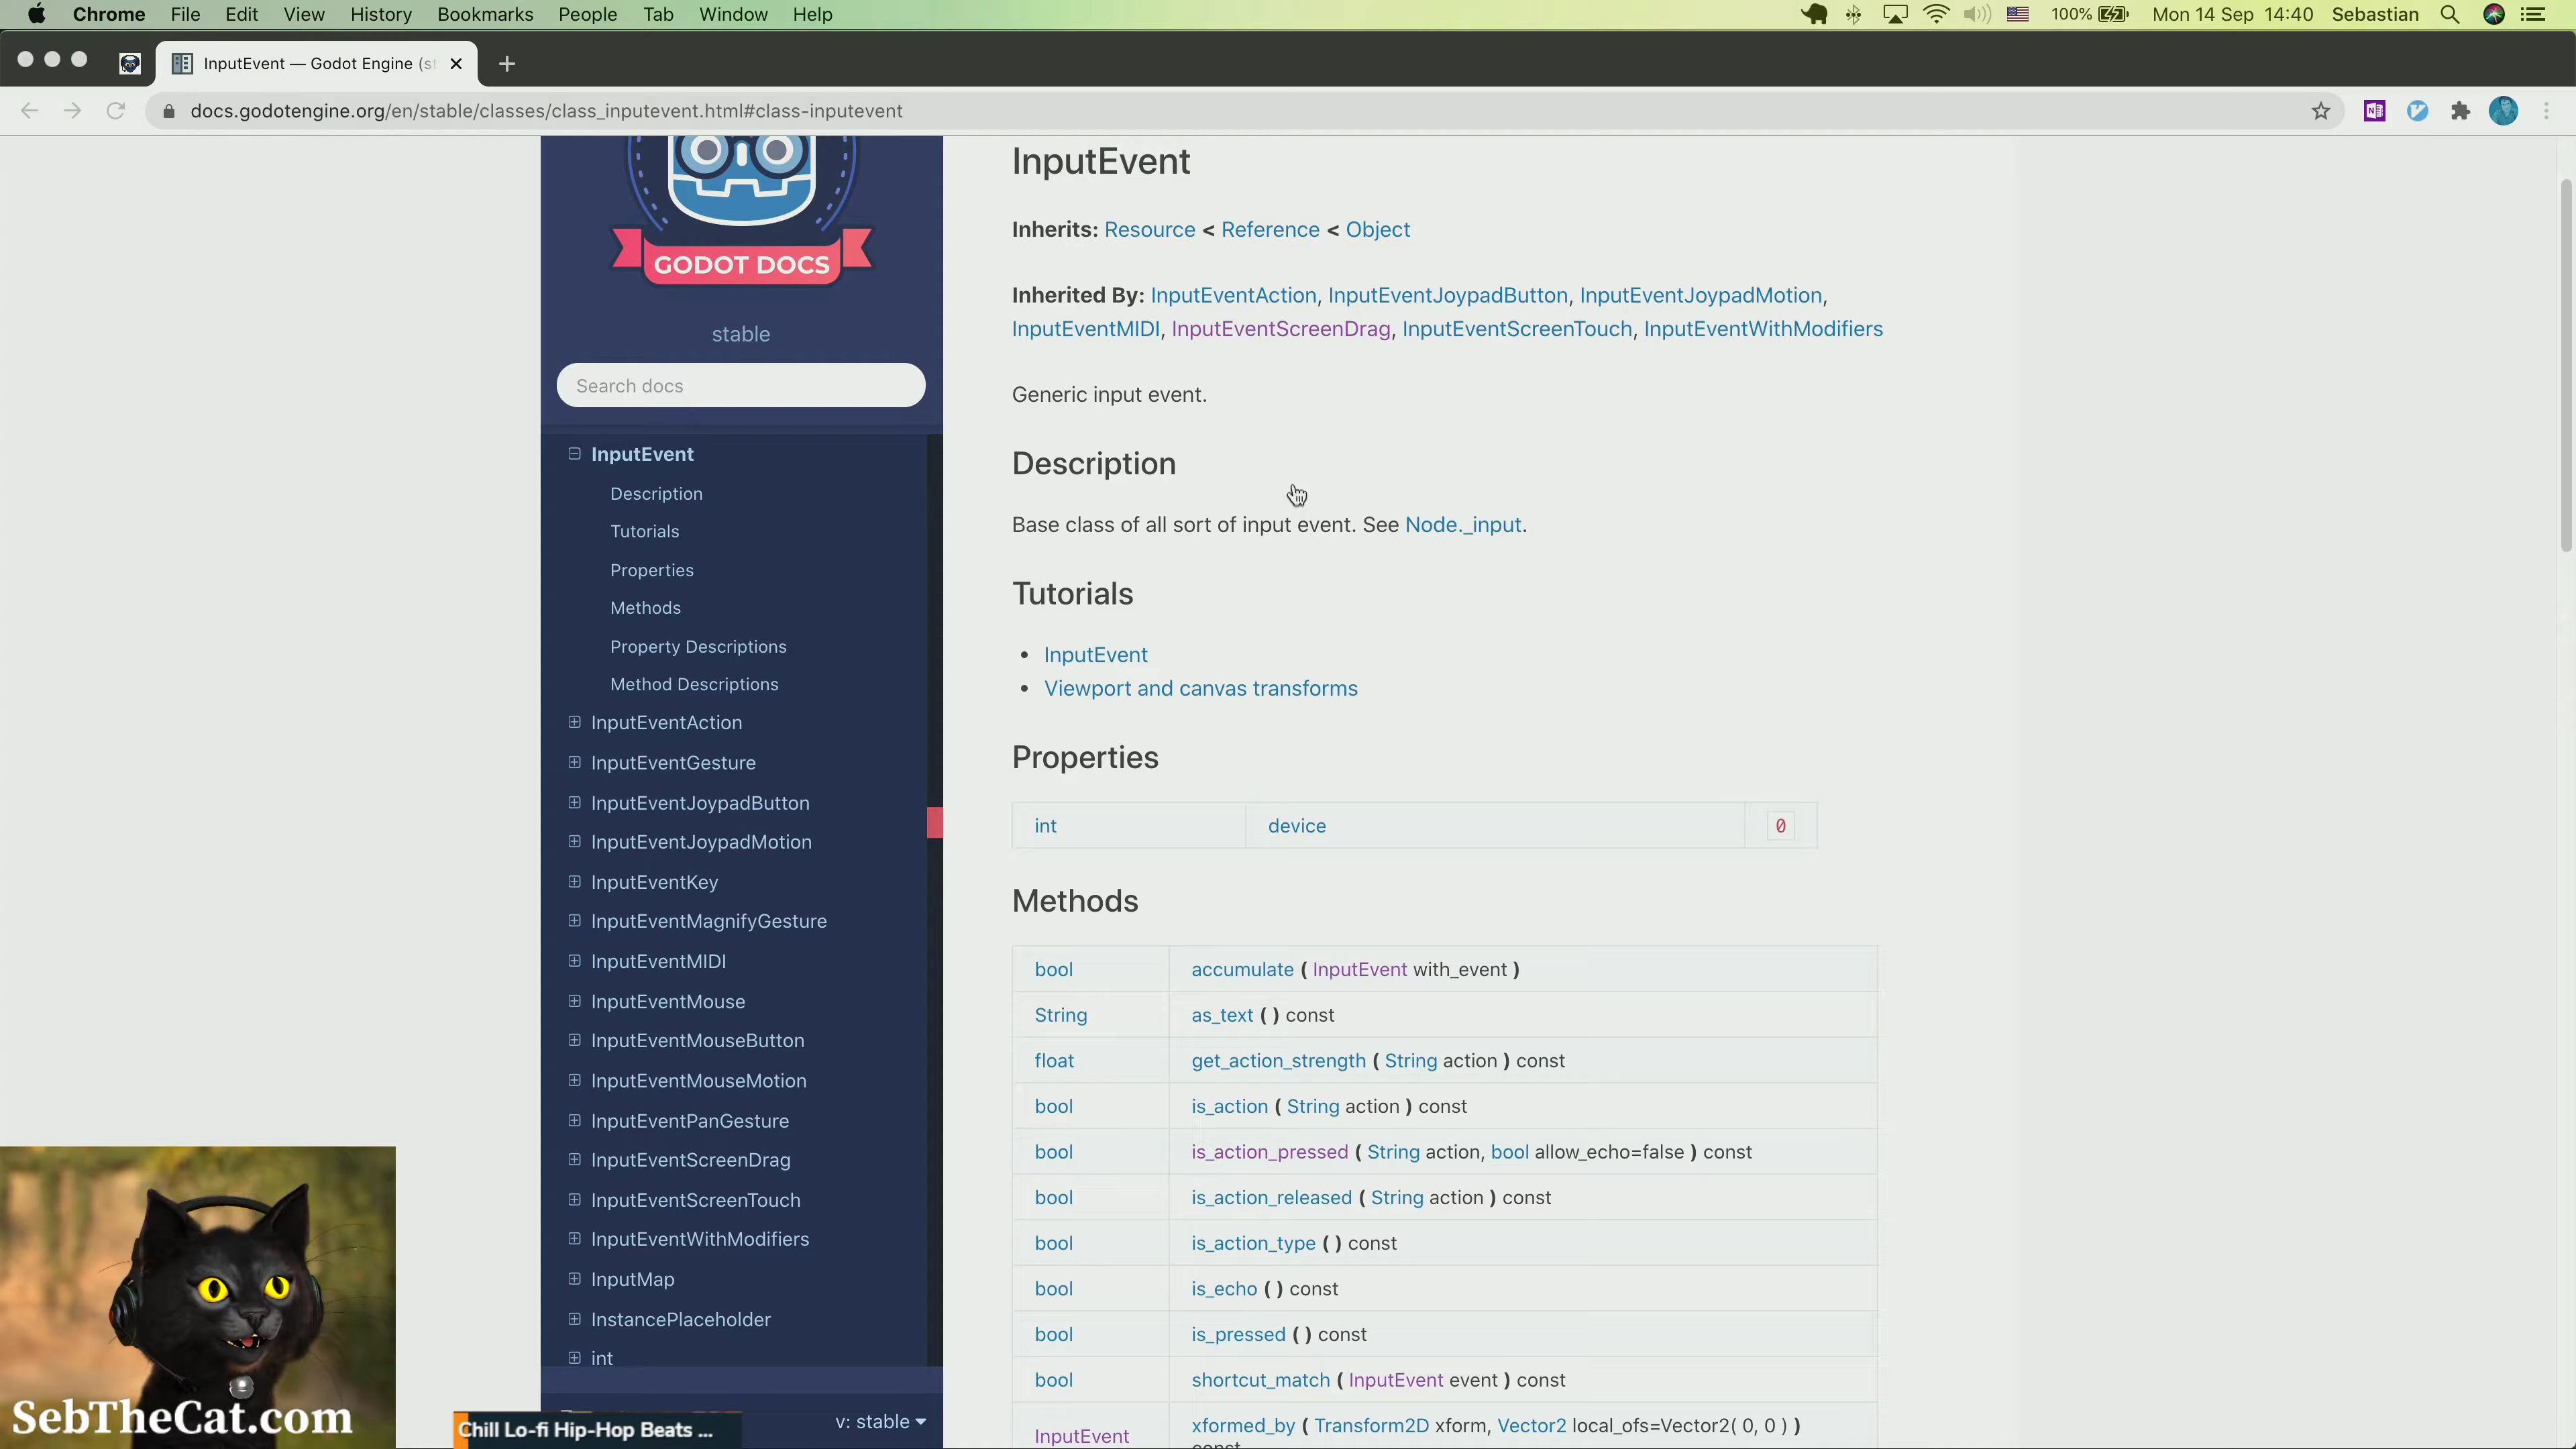 Chrome File Edit View History Bookmarks People Tab Window Help
100% Mon 14 Sep 14:40 Sebastian
InputEvent — Godot Engine (st
docs.godotengine.org/en/stable/classes/class_inputevent.html#class-inputevent
GODOT DOCS
stable
Search docs
InputEvent
Description
Tutorials
Properties
Methods
Property Descriptions
Method Descriptions
InputEventAction
InputEventGesture
InputEventJoypadButton
InputEventJoypadMotion
InputEventKey
InputEventMagnifyGesture
InputEventMIDI
InputEventMouse
InputEventMouseButton
InputEventMouseMotion
InputEventPanGesture
InputEventScreenDrag
InputEventScreenTouch
InputEventWithModifiers
InputMap
InstancePlaceholder
int
v: stable
InputEvent
Inherits: Resource < Reference < Object
Inherited By: InputEventAction, InputEventJoypadButton, InputEventJoypadMotion,
InputEventMIDI, InputEventScreenDrag, InputEventScreenTouch, InputEventWithModifiers
Generic input event.
Description
Base class of all sort of input event. See Node._input.
Tutorials
• InputEvent
• Viewport and canvas transforms
Properties
int device 0
Methods
bool accumulate ( InputEvent with_event )
String as_text ( ) const
float get_action_strength ( String action ) const
bool is_action ( String action ) const
bool is_action_pressed ( String action, bool allow_echo=false ) const
bool is_action_released ( String action ) const
bool is_action_type ( ) const
bool is_echo ( ) const
bool is_pressed ( ) const
bool shortcut_match ( InputEvent event ) const
InputEvent xformed_by ( Transform2D xform, Vector2 local_ofs=Vector2( 0, 0 ) )
const
SebTheCat.com
Chill Lo-fi Hip-Hop Beats ...